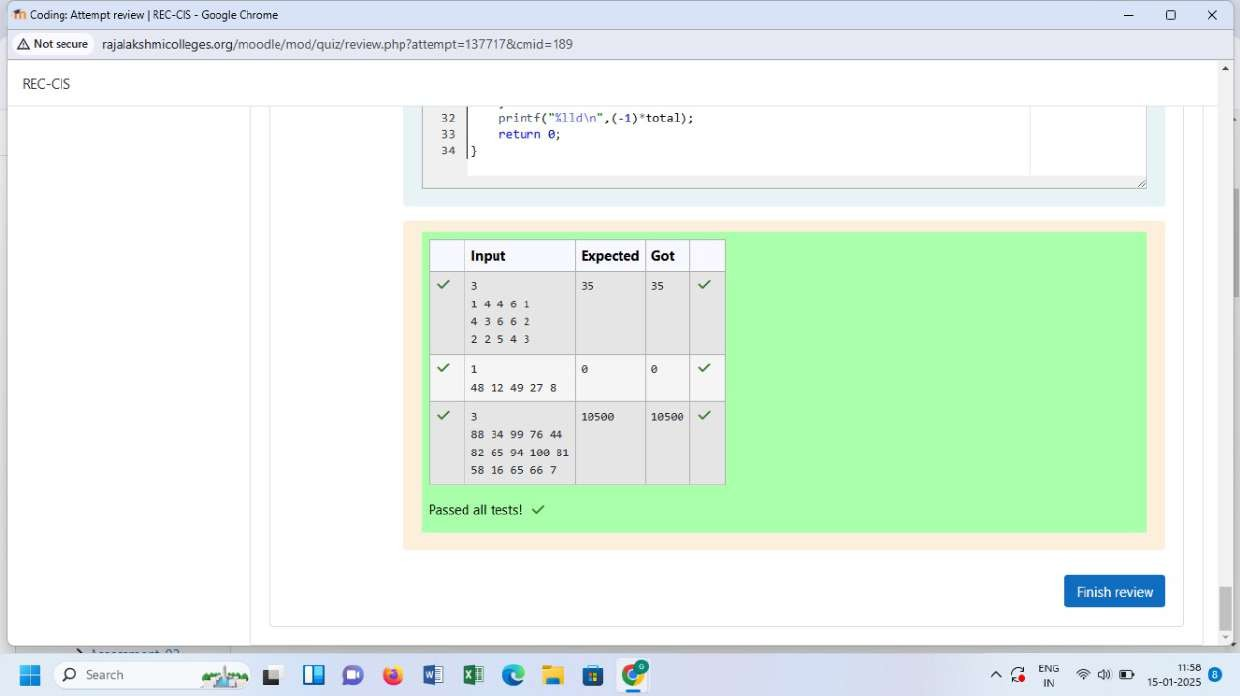 Coding: Attempt review | REC-CIS - Google Chrome
Not secure rajalakshmicolleges.org/moodle/mod/quiz/review.php?attempt=137717&cmid=189
REC-CIS
32 printf("%lld\n",(-1)*total);
33 return 0;
34 }
Input Expected Got
3 35 35
1 4 4 6 1
4 3 6 6 2
2 2 5 4 3
1 0 0
48 12 49 27 8
3 10500 10500
88 34 99 76 44
82 65 94 100 81
58 16 65 66 7
Passed all tests!
Finish review
Search
ENG
IN
11:58
15-01-2025
8